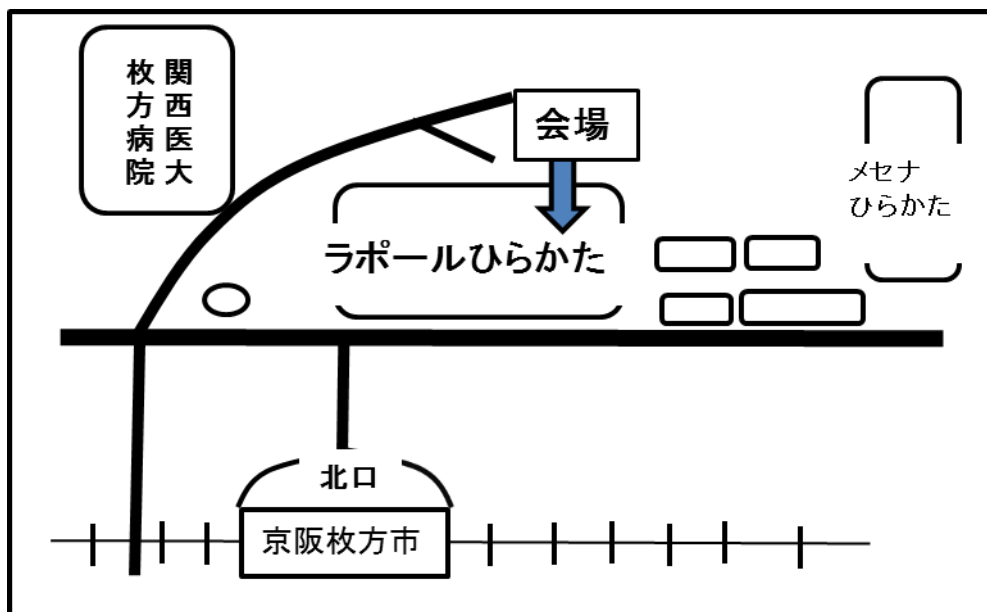 関西医大
枚方病院
会場
メセナ
ひらかた
ラポールひらかた
北口
京阪枚方市